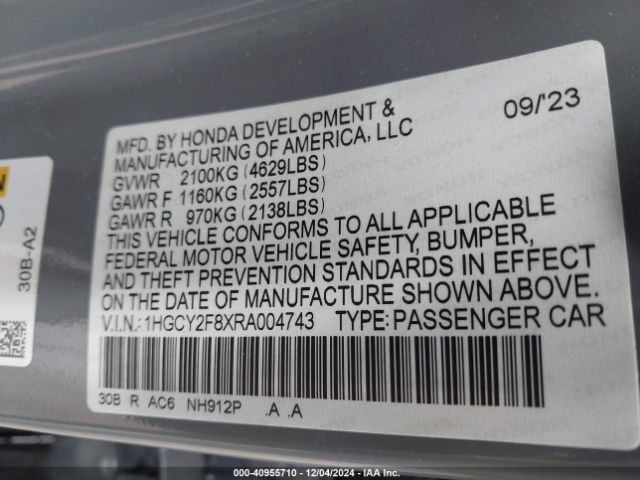 09/'23
MFD. BY HONDA DEVELOPMENT &
MANUFACTURING OF AMERICA, LLC
GVWR 2100KG (4629LBS)
GAWR F 1160KG (2557LBS)
GAWR R 970KG (2138LBS)
THIS VEHICLE CONFORMS TO ALL APPLICABLE
FEDERAL MOTOR VEHICLE SAFETY, BUMPER,
AND THEFT PREVENTION STANDARDS IN EFFECT
ON THE DATE OF MANUFACTURE SHOWN ABOVE.
V.I.N.: 1HGCY2F8XRA004743 TYPE: PASSENGER CAR
30B R AC6 NH912P .A .A
30B-A2
000-40955710 - 12/04/2024 - IAA Inc.